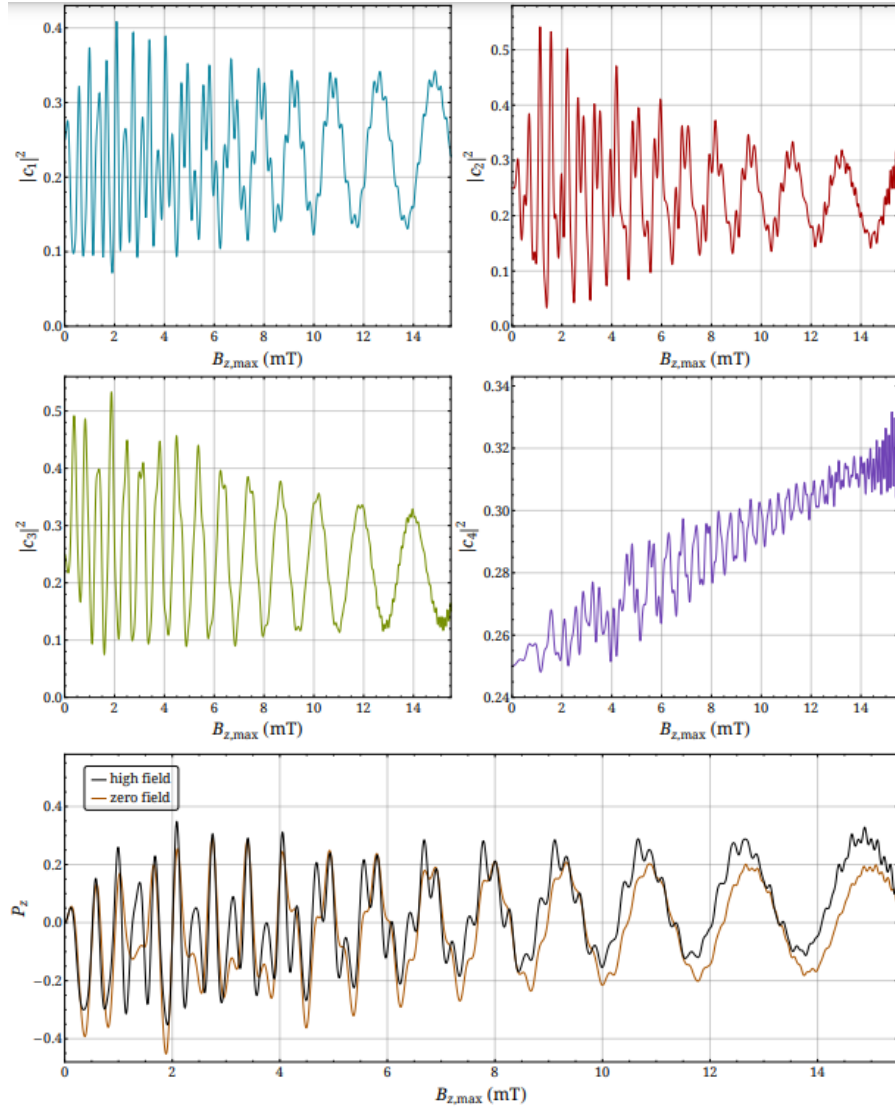 0.4
0.3
0.2
0.1
0.0
|c₁|²
0 2 4 6 8 10 12 14
B_z,max (mT)
0.5
0.4
0.3
0.2
0.1
0.0
|c₂|²
0 2 4 6 8 10 12 14
B_z,max (mT)
0.5
0.4
0.3
0.2
0.1
0.0
|c₃|²
0 2 4 6 8 10 12 14
B_z,max (mT)
0.34
0.32
0.30
0.28
0.26
0.24
|c₄|²
0 2 4 6 8 10 12 14
B_z,max (mT)
high field
zero field
0.4
0.2
0.0
−0.2
−0.4
P_z
0 2 4 6 8 10 12 14
B_z,max (mT)